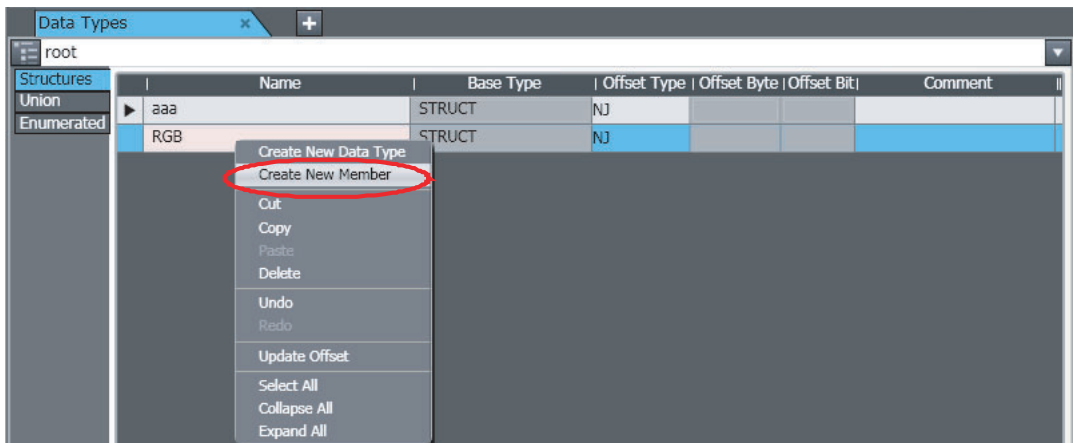 Data Types
root
Structures
Union
Enumerated
Name Base Type Offset Type Offset Byte Offset Bit Comment
aaa STRUCT NJ
RGB STRUCT NJ
Create New Data Type
Create New Member
Cut
Copy
Paste
Delete
Undo
Redo
Update Offset
Select All
Collapse All
Expand All